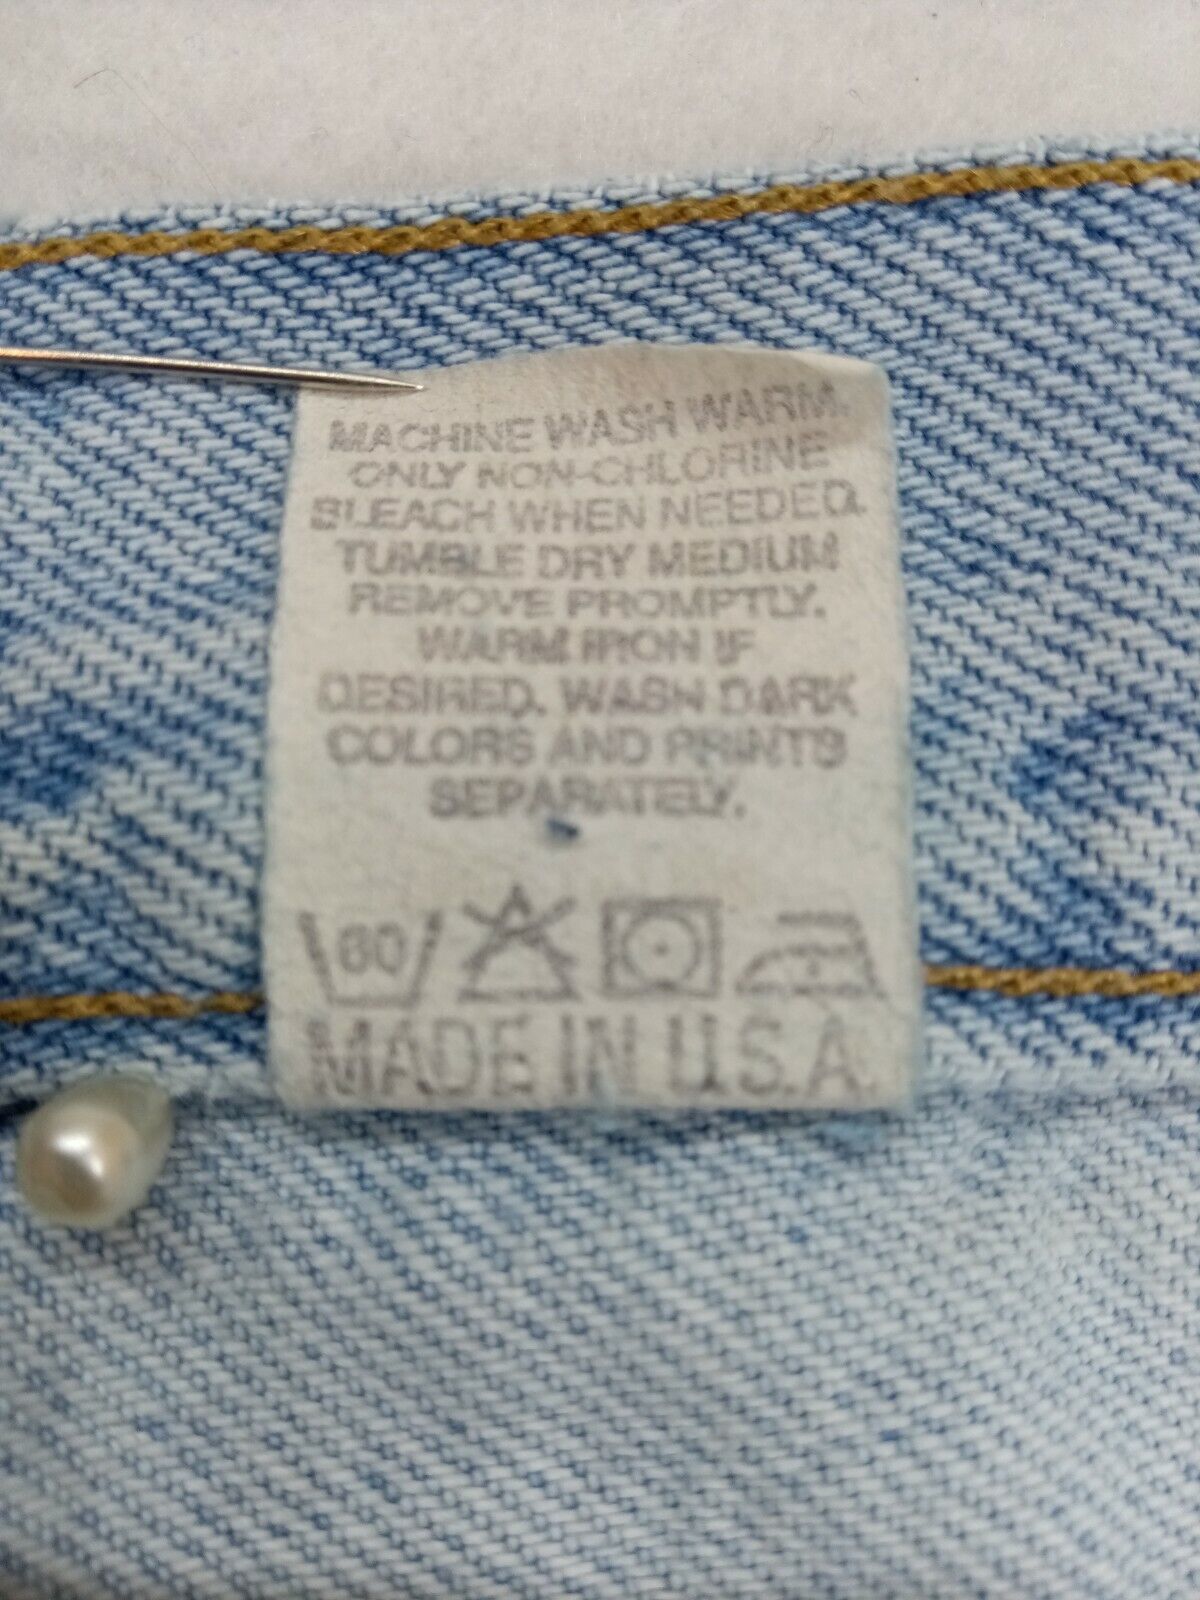 MACHINE WASH WARM.
ONLY NON-CHLORINE
BLEACH WHEN NEEDED.
TUMBLE DRY MEDIUM
REMOVE PROMPTLY.
WARM IRON IF
DESIRED. WASH DARK
COLORS AND PRINTS
SEPARATELY.
60
MADE IN U.S.A.